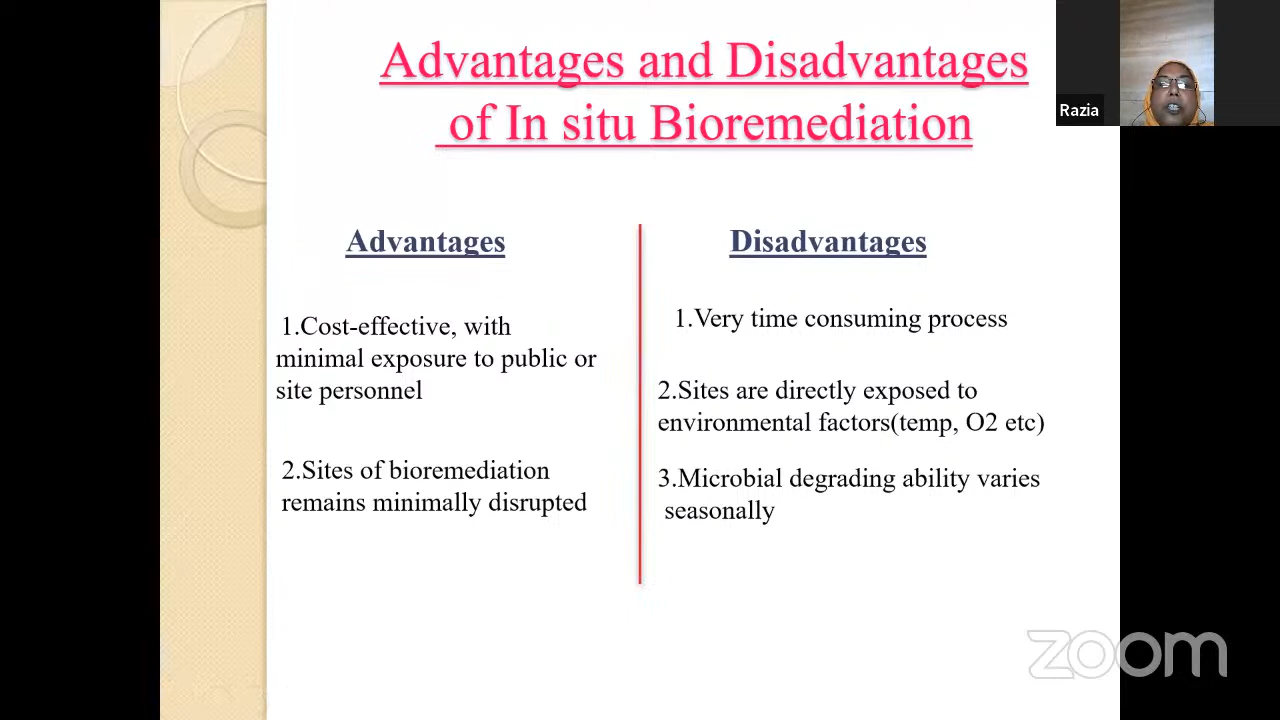 Advantages and Disadvantages
of In situ Bioremediation
Razia
Advantages
1.Cost-effective, with
minimal exposure to public or
site personnel
2.Sites of bioremediation
remains minimally disrupted
Disadvantages
1.Very time consuming process
2.Sites are directly exposed to
environmental factors(temp, O2 etc)
3.Microbial degrading ability varies
seasonally
zoom